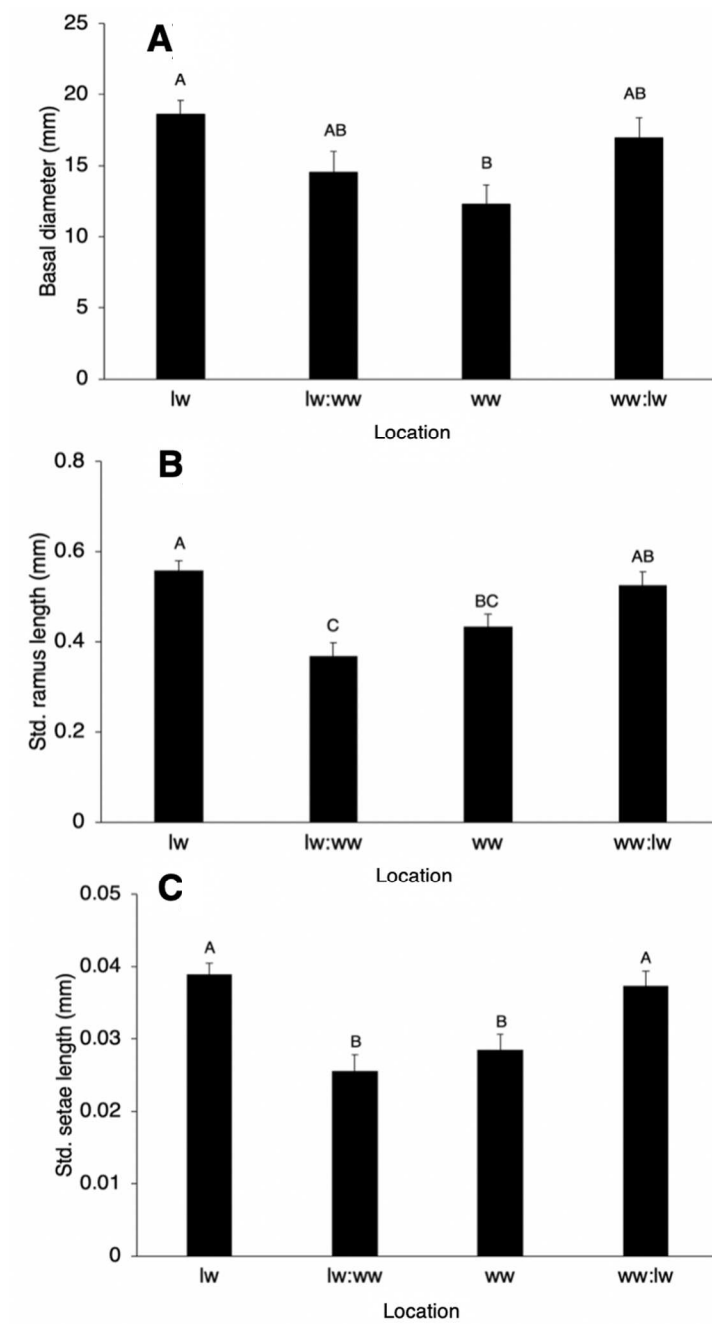 A
25
20
15
10
5
0
Basal diameter (mm)
A
AB
B
AB
lw
lw:ww
ww
ww:lw
Location
B
0.8
0.6
0.4
0.2
0
Std. ramus length (mm)
A
C
BC
AB
lw
lw:ww
ww
ww:lw
Location
C
0.05
0.04
0.03
0.02
0.01
0
Std. setae length (mm)
A
B
B
A
lw
lw:ww
ww
ww:lw
Location